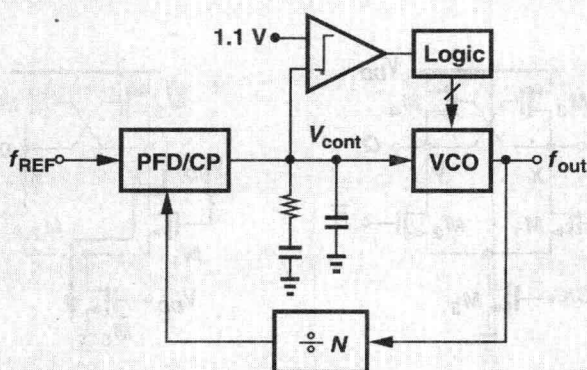 1.1 V
Logic
V_cont
f_REF
PFD/CP
VCO
f_out
÷ N